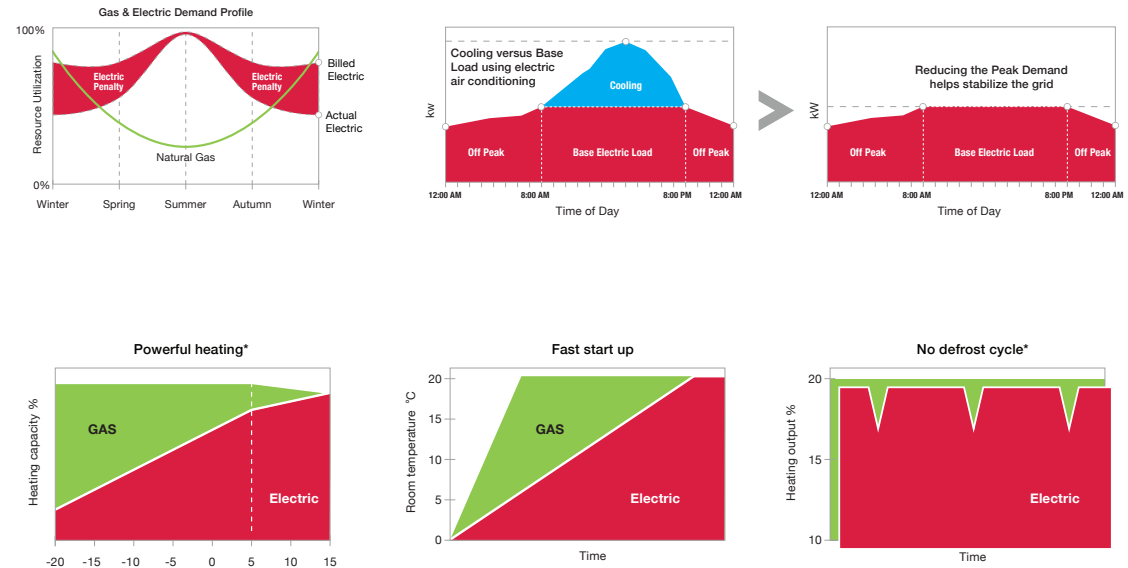 Gas & Electric Demand Profile
100%
Resource Utilization
0%
Electric
Penalty
Electric
Penalty
Billed
Electric
Actual
Electric
Natural Gas
Winter Spring Summer Autumn Winter
Cooling versus Base
Load using electric
air conditioning
Cooling
kw
Off Peak Base Electric Load Off Peak
12:00 AM 8:00 AM 8:00 PM 12:00 AM
Time of Day
Reducing the Peak Demand
helps stabilize the grid
kW
Off Peak Base Electric Load Off Peak
12:00 AM 8:00 AM 8:00 PM 12:00 AM
Time of Day
Powerful heating*
Heating capacity %
GAS
Electric
-20 -15 -10 -5 0 5 10 15
Fast start up
Room temperature °C
20
15
10
5
0
GAS
Electric
Time
No defrost cycle*
Heating output %
20
15
10
Electric
Time